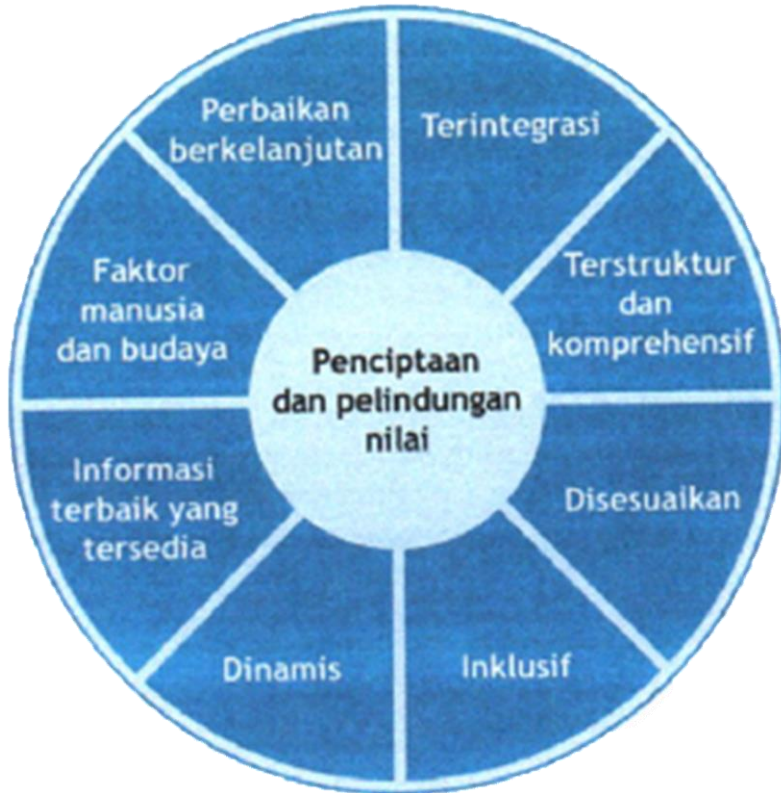 Perbaikan
berkelanjutan
Terintegrasi
Terstruktur
dan
komprehensif
Disesuaikan
Inklusif
Dinamis
Informasi
terbaik yang
tersedia
Faktor
manusia
dan budaya
Penciptaan
dan pelindungan
nilai